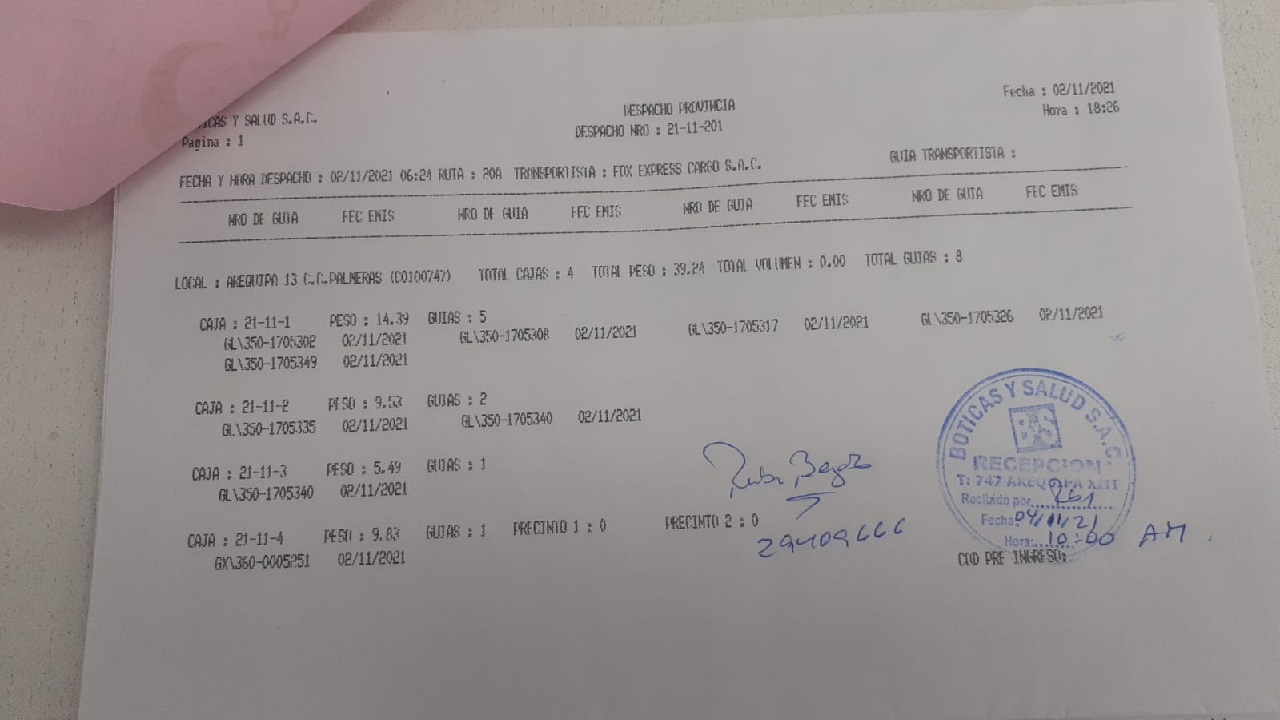 Fecha : 02/11/2021
DESPACHO PROVINCIA
Y SALUD S.A.C.
Hora : 18:26
DESPACHO NRO : 21-11-201
Pagina : 1
GUIA TRANSPORTISTA :
FECHA Y HORA DESPACHO : 02/11/2021 06:24 RUTA : 20A TRANSPORTISTA : FOX EXPRESS CARGO S.A.C.
NRO DE GUIA FEC EMIS NRO DE GUIA FEC EMIS NRO DE GUIA FEC EMIS NRO DE GUIA FEC EMIS
LOCAL : AREQUIPA 13 C.C.PALMERAS (D0100747) TOTAL CAJAS : 4 TOTAL PESO : 39.24 TOTAL VOLUMEN : 0.00 TOTAL GUIAS : 8
CAJA : 21-11-1 PESO : 14.39 GUIAS : 5
GL\350-1705302 02/11/2021 GL\350-1705308 02/11/2021 GL\350-1705317 02/11/2021 GL\350-1705326 02/11/2021
GL\350-1705349 02/11/2021
CAJA : 21-11-2 PESO : 9.53 GUIAS : 2
GL\350-1705335 02/11/2021 GL\350-1705340 02/11/2021
CAJA : 21-11-3 PESO : 5.49 GUIAS : 1
GL\350-1705340 02/11/2021
CAJA : 21-11-4 PESO : 9.83 GUIAS : 1 PRECINTO 1 : 0 PRECINTO 2 : 0
GX\360-0005251 02/11/2021
29409666
BOTICAS Y SALUD S.A.C.
B&S
RECEPCION
T: 747 AREQUIPA XIII
Recibido por
Fecha 04/11/21
Hora: 10:00 AM
COD PRE INGRESO: